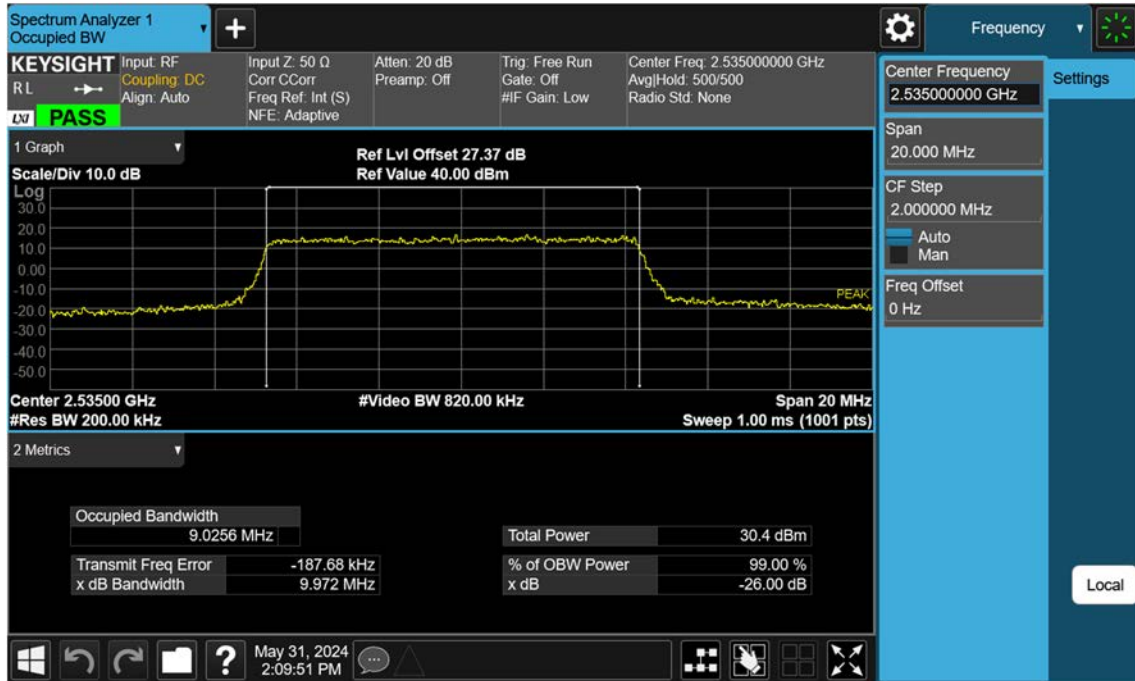 Spectrum Analyzer 1
Occupied BW
Frequency
KEYSIGHT
Input: RF
Coupling: DC
Align: Auto
Input Z: 50 Ω
Corr CCorr
Freq Ref: Int (S)
NFE: Adaptive
Atten: 20 dB
Preamp: Off
Trig: Free Run
Gate: Off
#IF Gain: Low
Center Freq: 2.535000000 GHz
Avg|Hold: 500/500
Radio Std: None
R L
LXI PASS
Center Frequency
2.535000000 GHz
Settings
Span
20.000 MHz
CF Step
2.000000 MHz
Auto
Man
Freq Offset
0 Hz
Local
1 Graph
Scale/Div 10.0 dB
Ref Lvl Offset 27.37 dB
Ref Value 40.00 dBm
Log
30.0
20.0
10.0
0.00
-10.0
-20.0
-30.0
-40.0
-50.0
PEAK
Center 2.53500 GHz #Video BW 820.00 kHz Span 20 MHz
#Res BW 200.00 kHz Sweep 1.00 ms (1001 pts)
2 Metrics
Occupied Bandwidth
9.0256 MHz
Total Power 30.4 dBm
Transmit Freq Error -187.68 kHz % of OBW Power 99.00 %
x dB Bandwidth 9.972 MHz x dB -26.00 dB
?
May 31, 2024
2:09:51 PM